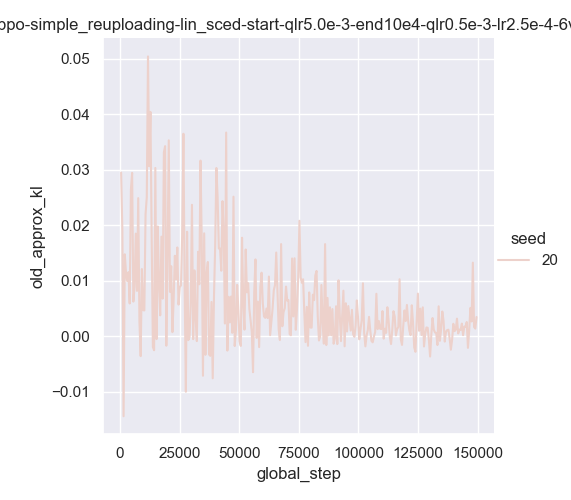 ppo-simple_reuploading-lin_sced-start-qlr5.0e-3-end10e4-qlr0.5e-3-lr2.5e-4-6v
0.05
0.04
0.03
0.02
0.01
0.00
−0.01
old_approx_kl
0 25000 50000 75000 100000 125000 150000
global_step
seed
20